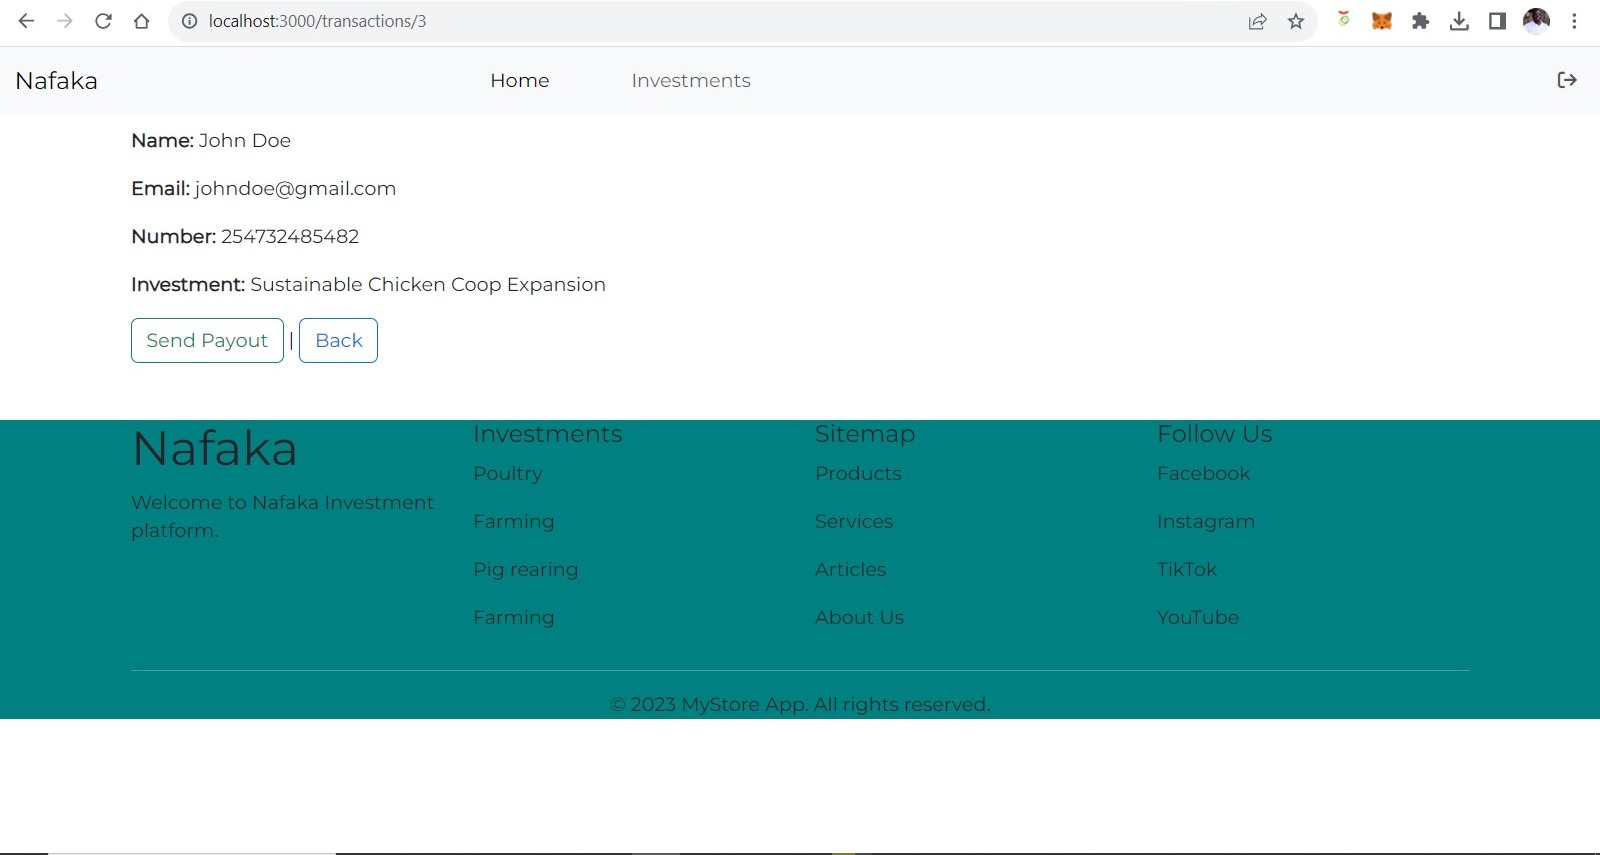 localhost:3000/transactions/3
Nafaka
Home
Investments
Name: John Doe
Email: johndoe@gmail.com
Number: 254732485482
Investment: Sustainable Chicken Coop Expansion
Send Payout | Back
Nafaka
Welcome to Nafaka Investment
platform.
Investments
Poultry
Farming
Pig rearing
Farming
Sitemap
Products
Services
Articles
About Us
Follow Us
Facebook
Instagram
TikTok
YouTube
© 2023 MyStore App. All rights reserved.